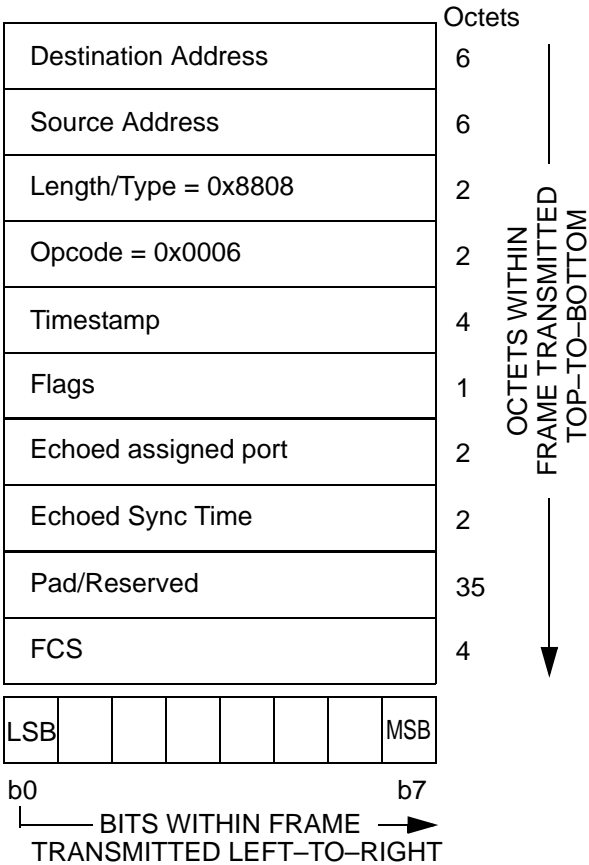 Octets
Destination Address 6
Source Address 6
Length/Type = 0x8808 2
Opcode = 0x0006 2
Timestamp 4
Flags 1
Echoed assigned port 2
Echoed Sync Time 2
Pad/Reserved 35
FCS 4
OCTETS WITHIN
FRAME TRANSMITTED
TOP–TO–BOTTOM
LSB MSB
b0 b7
BITS WITHIN FRAME
TRANSMITTED LEFT–TO–RIGHT